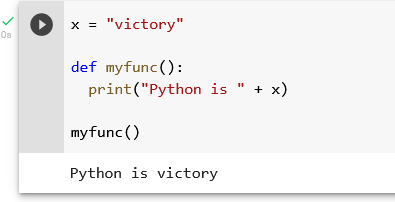 0s
x = "victory"
def myfunc():
  print("Python is " + x)
myfunc()
Python is victory